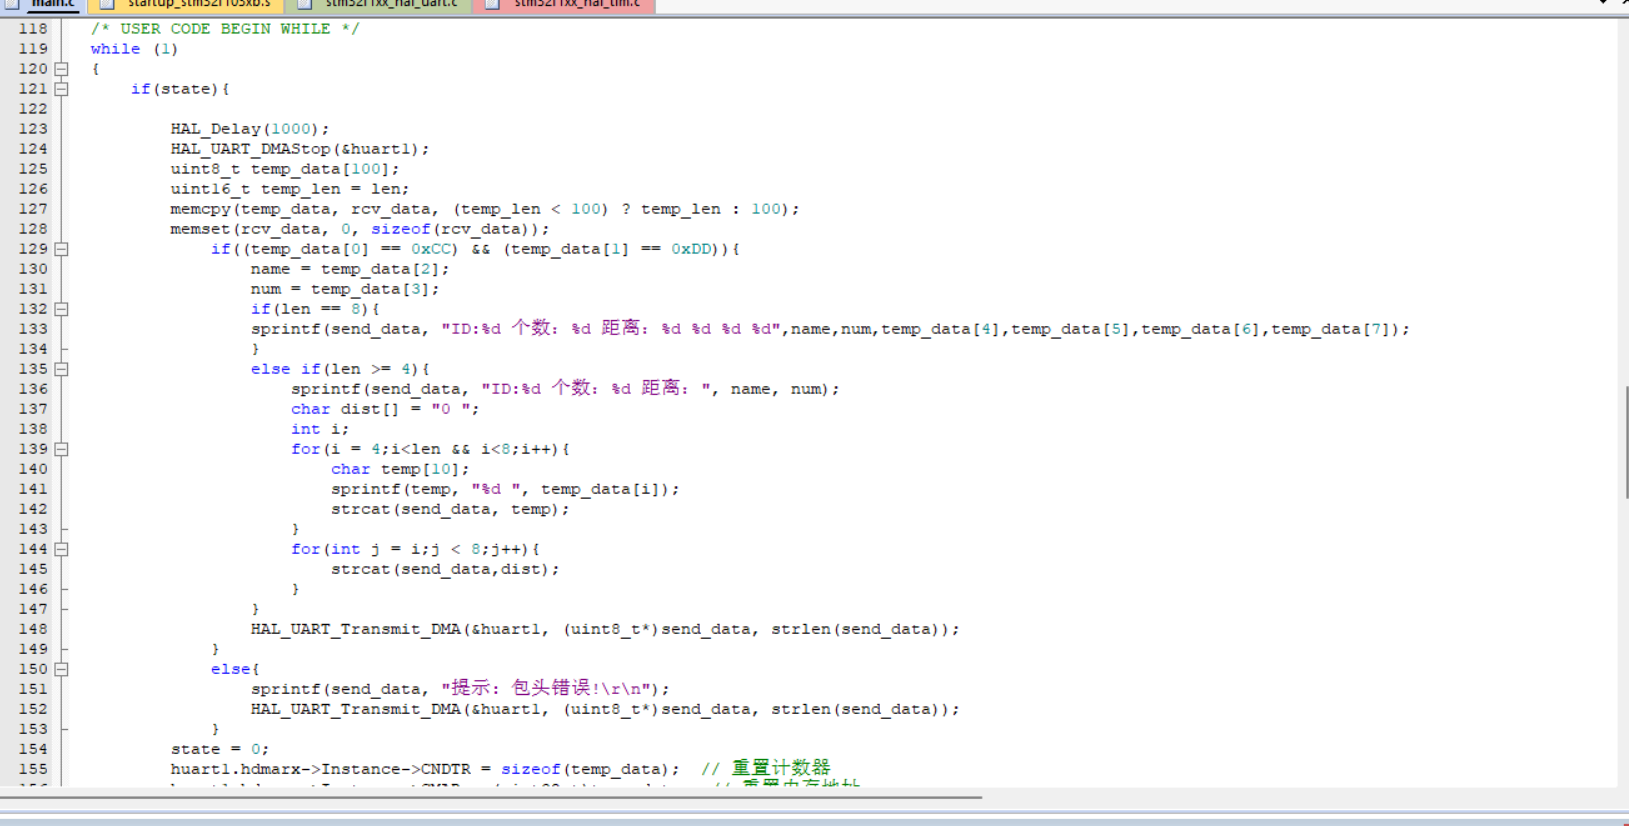 main.c startup_stm32f103xb.s stm32f1xx_hal_uart.c stm32f1xx_hal_tim.c
118 /* USER CODE BEGIN WHILE */
119 while (1)
120 {
121 if(state){
122
123 HAL_Delay(1000);
124 HAL_UART_DMAStop(&huart1);
125 uint8_t temp_data[100];
126 uint16_t temp_len = len;
127 memcpy(temp_data, rcv_data, (temp_len < 100) ? temp_len : 100);
128 memset(rcv_data, 0, sizeof(rcv_data));
129 if((temp_data[0] == 0xCC) && (temp_data[1] == 0xDD)){
130 name = temp_data[2];
131 num = temp_data[3];
132 if(len == 8){
133 sprintf(send_data, "ID:%d 个数：%d 距离：%d %d %d %d",name,num,temp_data[4],temp_data[5],temp_data[6],temp_data[7]);
134 }
135 else if(len >= 4){
136 sprintf(send_data, "ID:%d 个数：%d 距离：", name, num);
137 char dist[] = "0 ";
138 int i;
139 for(i = 4;i<len && i<8;i++){
140 char temp[10];
141 sprintf(temp, "%d ", temp_data[i]);
142 strcat(send_data, temp);
143 }
144 for(int j = i;j < 8;j++){
145 strcat(send_data,dist);
146 }
147 }
148 HAL_UART_Transmit_DMA(&huart1, (uint8_t*)send_data, strlen(send_data));
149 }
150 else{
151 sprintf(send_data, "提示：包头错误!\r\n");
152 HAL_UART_Transmit_DMA(&huart1, (uint8_t*)send_data, strlen(send_data));
153 }
154 state = 0;
155 huart1.hdmarx->Instance->CNDTR = sizeof(temp_data); // 重置计数器